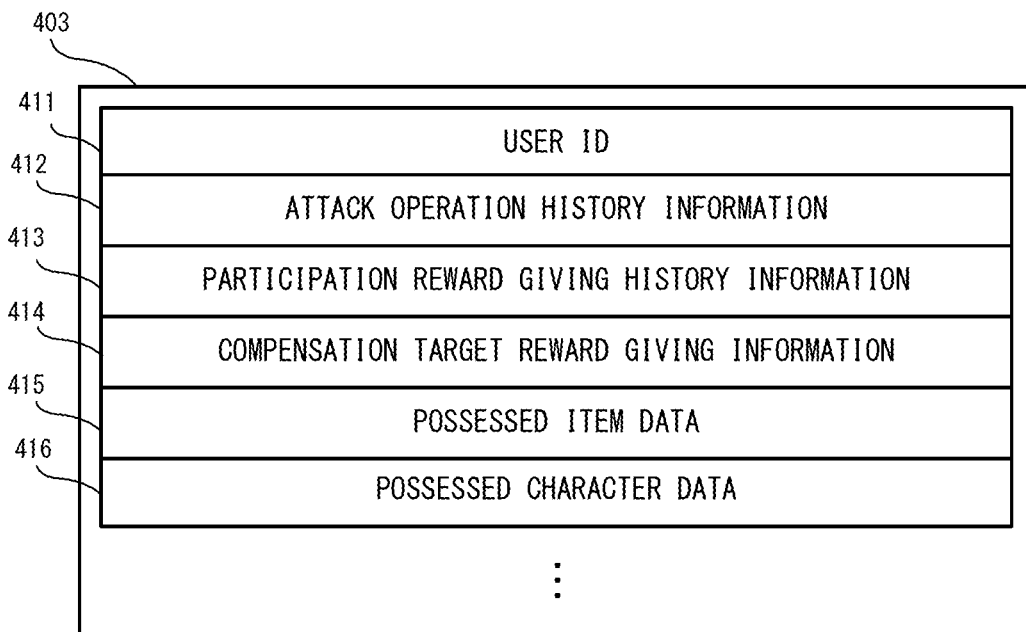 403
411
USER ID
412
ATTACK OPERATION HISTORY INFORMATION
413
PARTICIPATION REWARD GIVING HISTORY INFORMATION
414
COMPENSATION TARGET REWARD GIVING INFORMATION
415
POSSESSED ITEM DATA
416
POSSESSED CHARACTER DATA
⋮